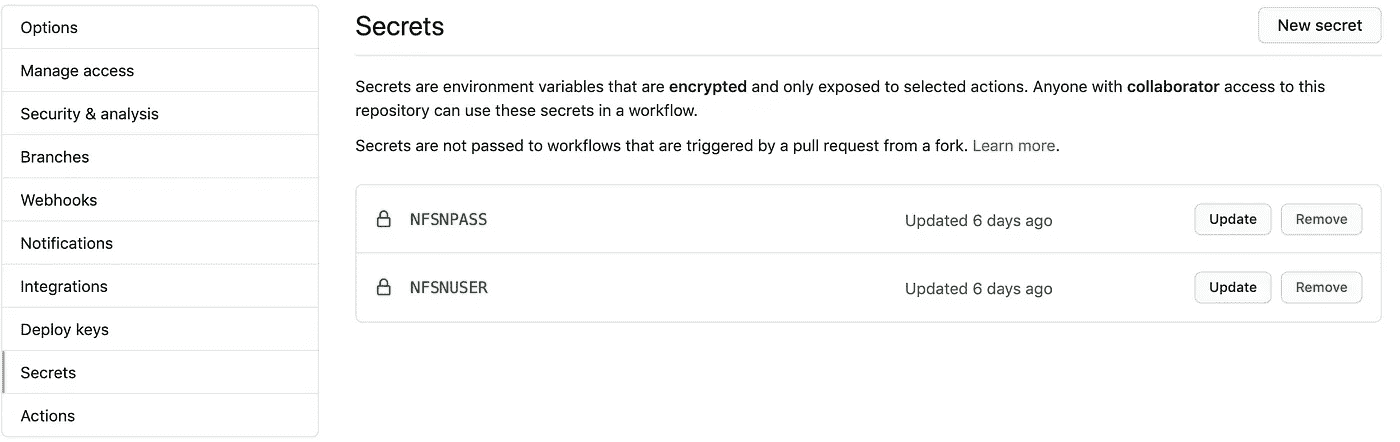 Options
Manage access
Security & analysis
Branches
Webhooks
Notifications
Integrations
Deploy keys
Secrets
Actions
Secrets
New secret
Secrets are environment variables that are encrypted and only exposed to selected actions. Anyone with collaborator access to this
repository can use these secrets in a workflow.
Secrets are not passed to workflows that are triggered by a pull request from a fork. Learn more.
NFSNPASS Updated 6 days ago Update Remove
NFSNUSER Updated 6 days ago Update Remove